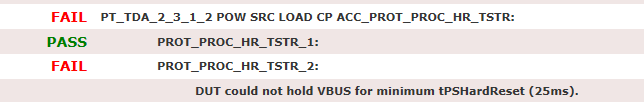 FAIL PT_TDA_2_3_1_2 POW SRC LOAD CP ACC_PROT_PROC_HR_TSTR:
PASS PROT_PROC_HR_TSTR_1:
FAIL PROT_PROC_HR_TSTR_2:
DUT could not hold VBUS for minimum tPSHardReset (25ms).